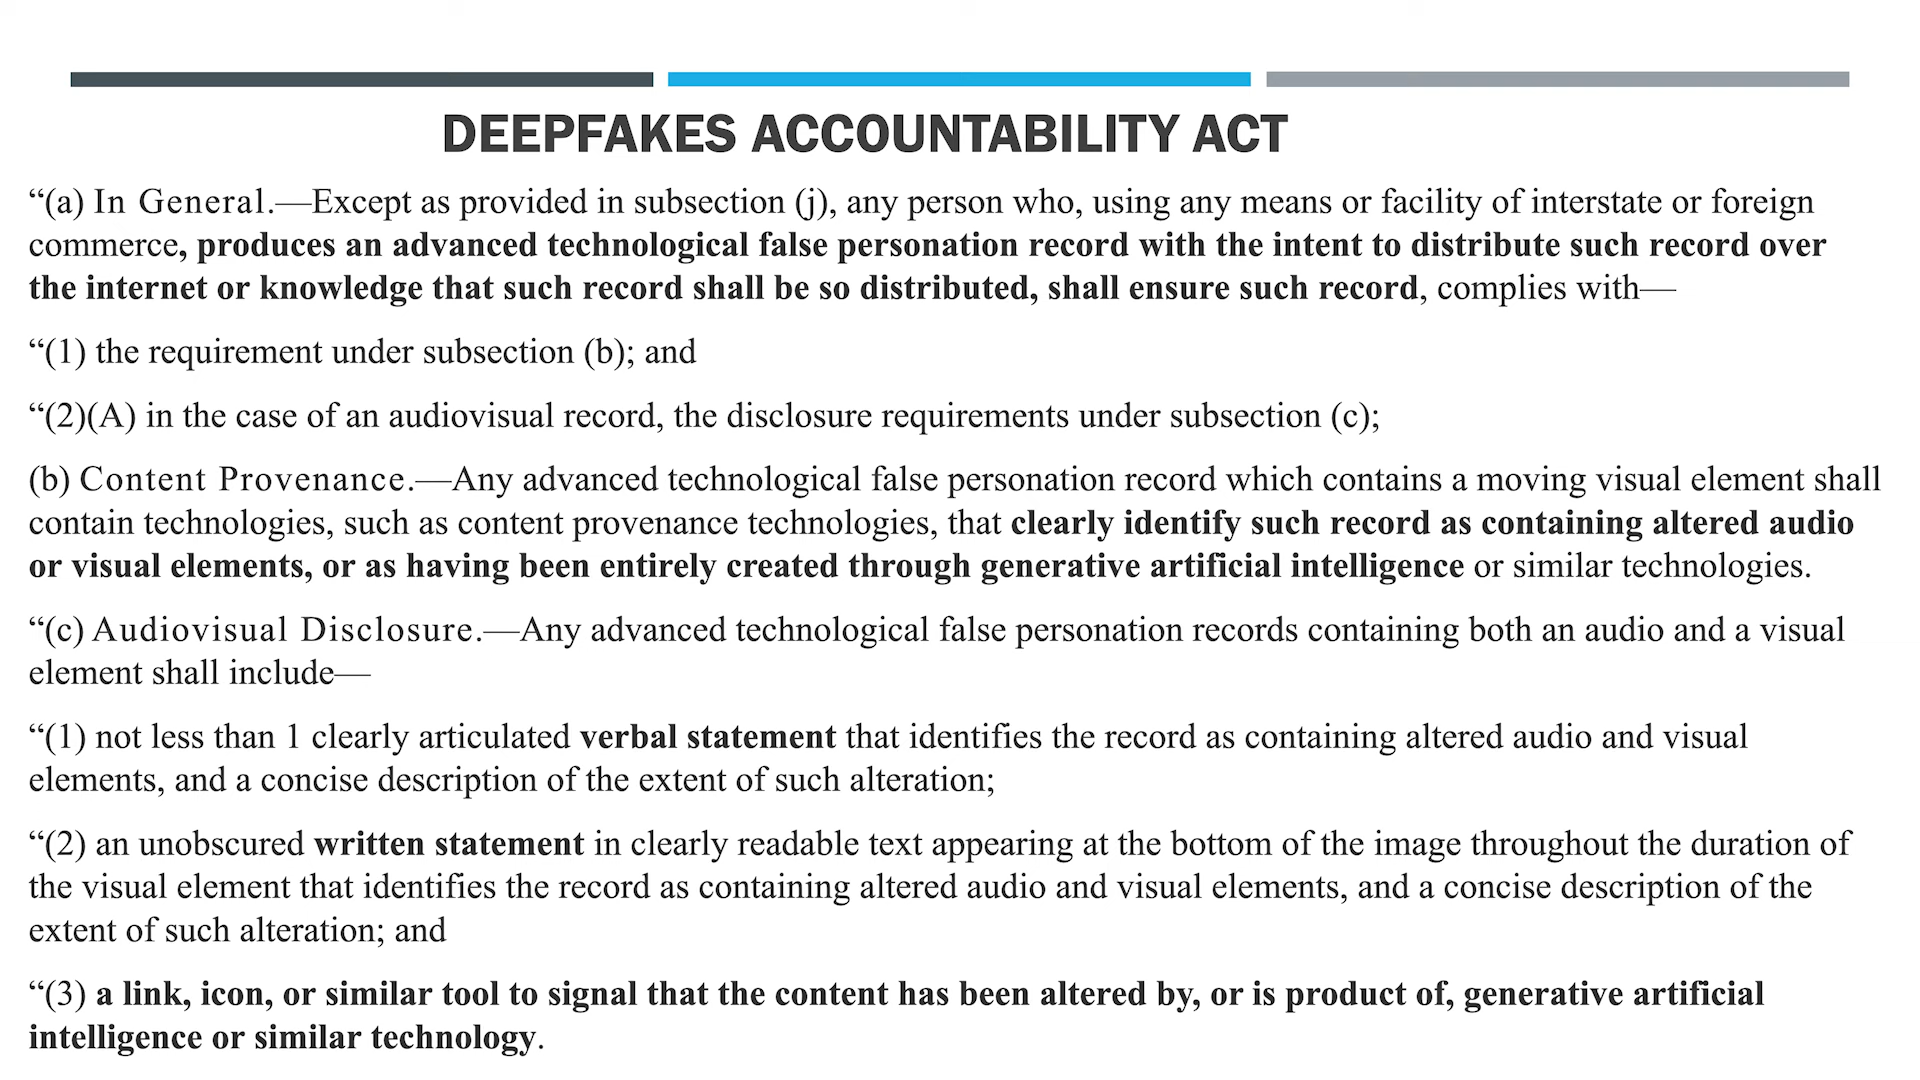 DEEPFAKES ACCOUNTABILITY ACT
“(a) In General.—Except as provided in subsection (j), any person who, using any means or facility of interstate or foreign
commerce, produces an advanced technological false personation record with the intent to distribute such record over
the internet or knowledge that such record shall be so distributed, shall ensure such record, complies with—
“(1) the requirement under subsection (b); and
“(2)(A) in the case of an audiovisual record, the disclosure requirements under subsection (c);
(b) Content Provenance.—Any advanced technological false personation record which contains a moving visual element shall
contain technologies, such as content provenance technologies, that clearly identify such record as containing altered audio
or visual elements, or as having been entirely created through generative artificial intelligence or similar technologies.
“(c) Audiovisual Disclosure.—Any advanced technological false personation records containing both an audio and a visual
element shall include—
“(1) not less than 1 clearly articulated verbal statement that identifies the record as containing altered audio and visual
elements, and a concise description of the extent of such alteration;
“(2) an unobscured written statement in clearly readable text appearing at the bottom of the image throughout the duration of
the visual element that identifies the record as containing altered audio and visual elements, and a concise description of the
extent of such alteration; and
“(3) a link, icon, or similar tool to signal that the content has been altered by, or is product of, generative artificial
intelligence or similar technology.